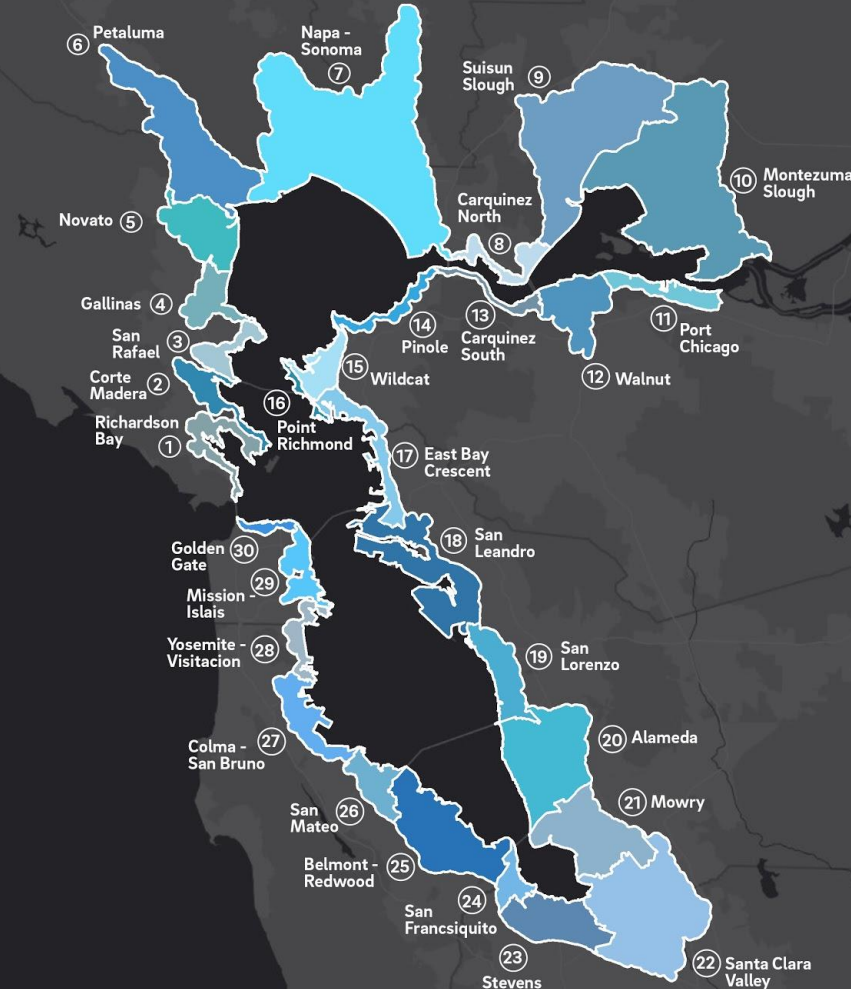 6 Petaluma
Napa -
Sonoma
7
Suisun
Slough 9
10 Montezuma
Slough
Novato 5
Carquinez
North
8
Gallinas 4
San
Rafael 3
Corte
Madera 2
Richardson
Bay
1
14
Pinole
13
Carquinez
South
11 Port
Chicago
12 Walnut
15 Wildcat
16
Point
Richmond
17 East Bay
Crescent
18 San
Leandro
Golden
Gate 30
29
Mission -
Islais
Yosemite -
Visitacion 28
19 San
Lorenzo
20 Alameda
Colma -
San Bruno 27
21 Mowry
San
Mateo 26
Belmont -
Redwood 25
24
San
Francsiquito
23
Stevens
22 Santa Clara
Valley